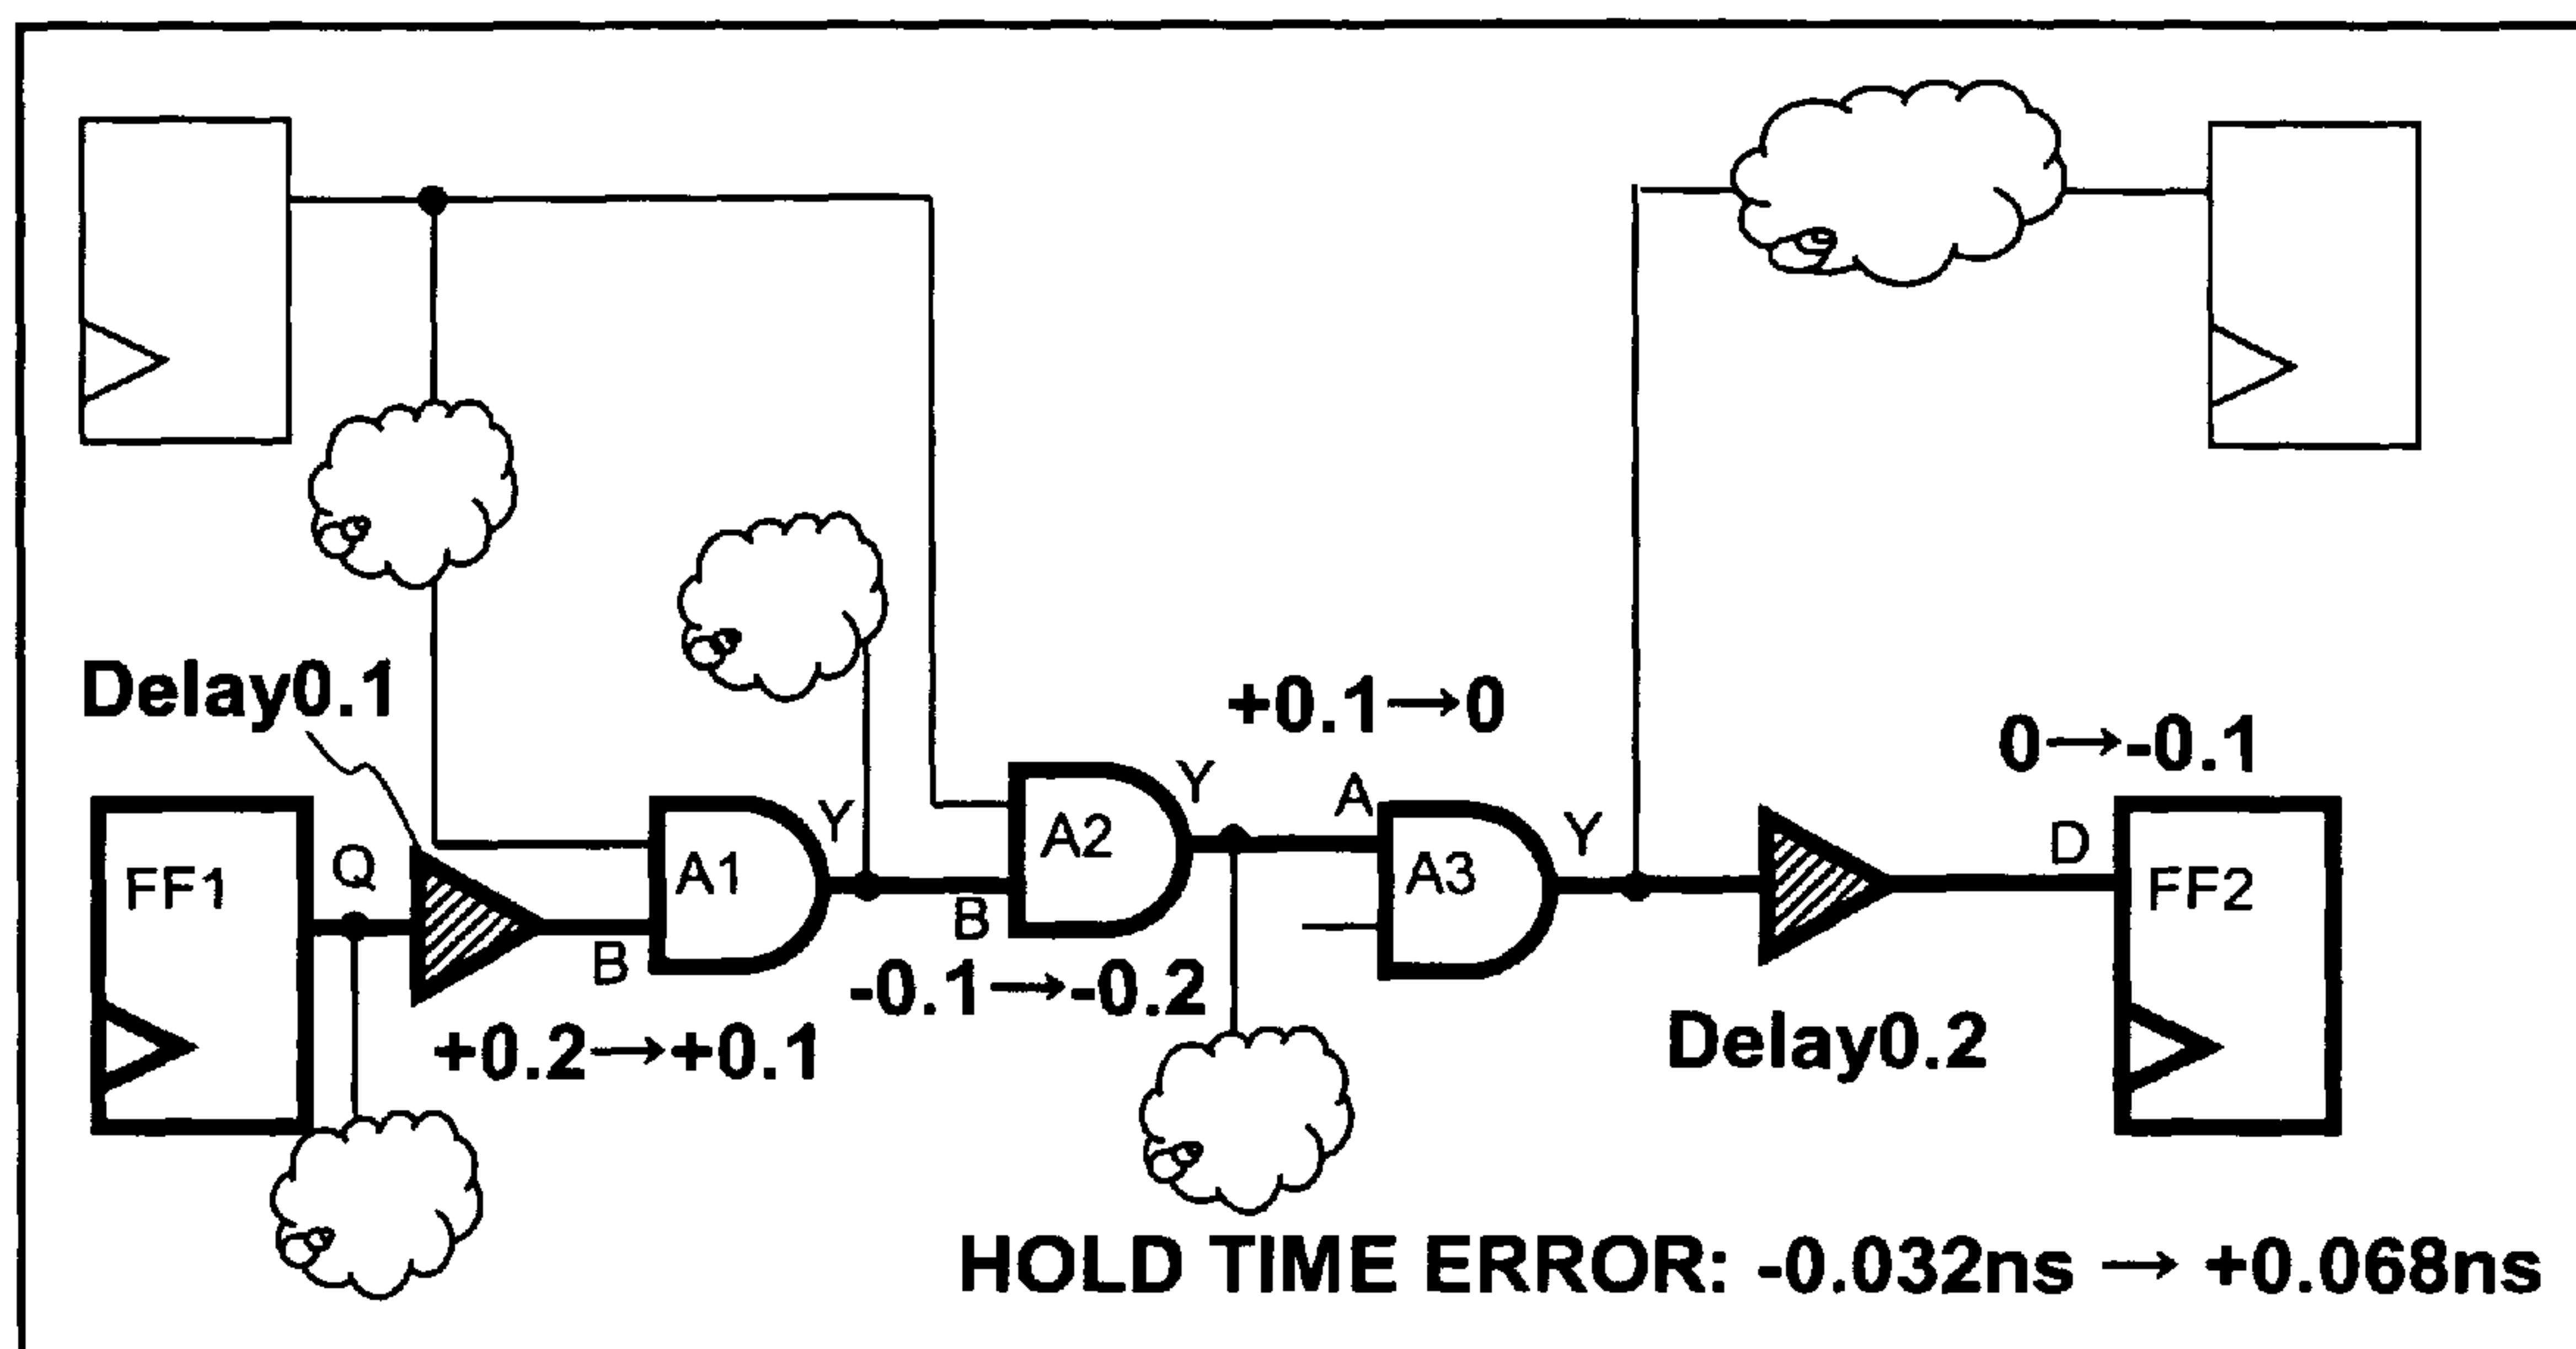 Delay0.1
+0.1→0
0→-0.1
FF1
Q
B
A1
Y
B
A2
Y
A
A3
Y
D
FF2
-0.1→-0.2
+0.2→+0.1
Delay0.2
HOLD TIME ERROR: -0.032ns → +0.068ns